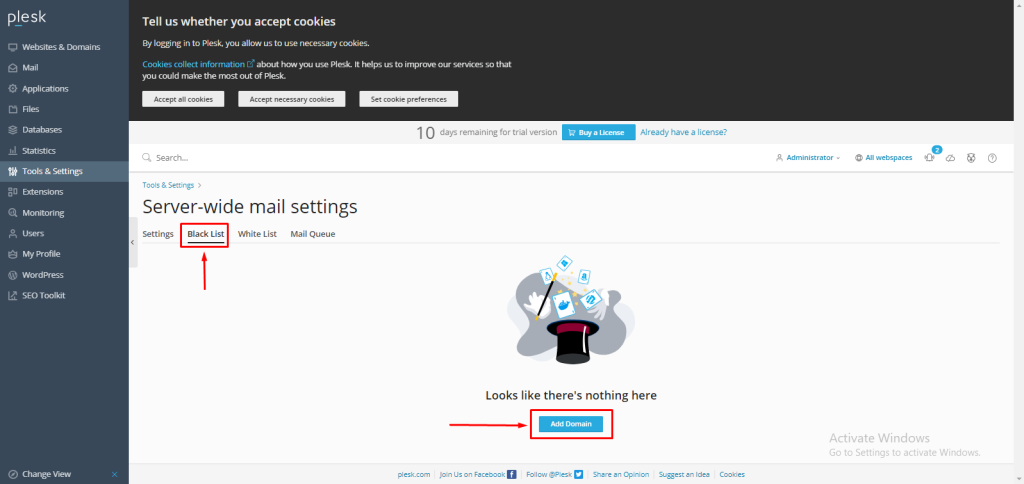 plesk
Websites & Domains
Mail
Applications
Files
Databases
Statistics
Tools & Settings
Extensions
Monitoring
Users
My Profile
WordPress
SEO Toolkit
Change View
Tell us whether you accept cookies
By logging in to Plesk, you allow us to use necessary cookies.
Cookies collect information about how you use Plesk. It helps us to improve our services so that
you could make the most out of Plesk.
Accept all cookies Accept necessary cookies Set cookie preferences
10 days remaining for trial version Buy a License Already have a license?
Search... Administrator All webspaces 2
Tools & Settings
Server-wide mail settings
Settings Black List White List Mail Queue
Looks like there's nothing here
Add Domain
Activate Windows
Go to Settings to activate Windows.
plesk.com Join Us on Facebook Follow @Plesk Share an Opinion Suggest an Idea Cookies